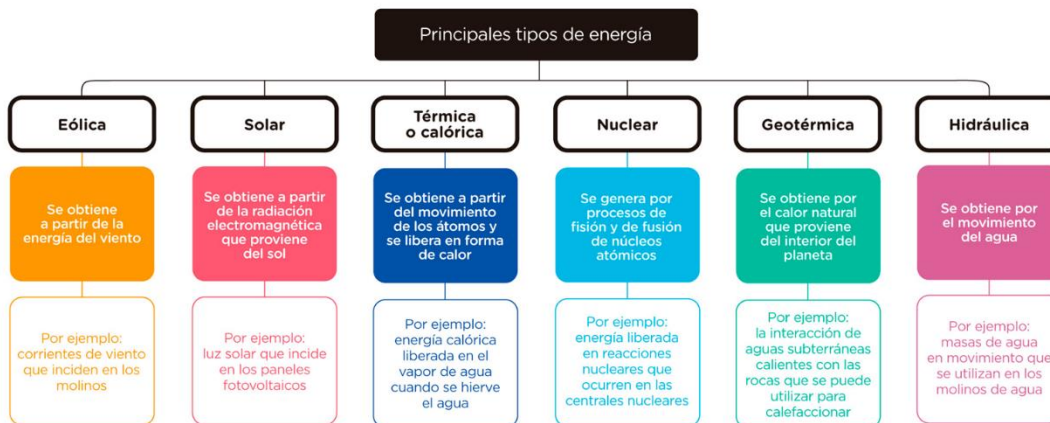 Principales tipos de energía
Eólica
Se obtiene
a partir de la
energía del viento
Por ejemplo:
corrientes de viento
que inciden en los
molinos
Solar
Se obtiene a partir
de la radiación
electromagnética
que proviene
del sol
Por ejemplo:
luz solar que incide
en los paneles
fotovoltaicos
Térmica
o calórica
Se obtiene a partir
del movimiento
de los átomos y
se libera en forma
de calor
Por ejemplo:
energía calórica
liberada en el
vapor de agua
cuando se hierve
el agua
Nuclear
Se genera por
procesos de
fisión y de fusión
de núcleos
atómicos
Por ejemplo:
energía liberada
en reacciones
nucleares que
ocurren en las
centrales nucleares
Geotérmica
Se obtiene por
el calor natural
que proviene
del interior del
planeta
Por ejemplo:
la interacción de
aguas subterráneas
calientes con las
rocas que se puede
utilizar para
calefaccionar
Hidráulica
Se obtiene por
el movimiento
del agua
Por ejemplo:
masas de agua
en movimiento que
se utilizan en los
molinos de agua